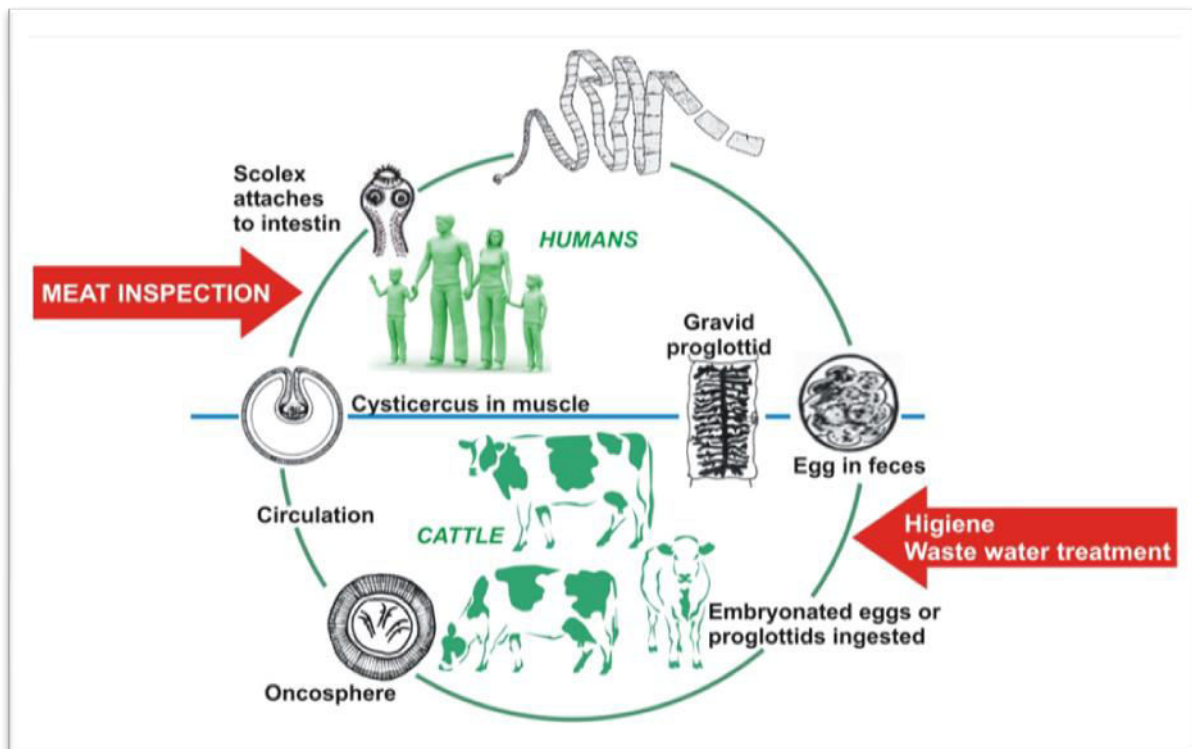 Scolex
attaches
to intestin
HUMANS
MEAT INSPECTION
Gravid
proglottid
Cysticercus in muscle
Egg in feces
Circulation
CATTLE
Higiene
Waste water treatment
Embryonated eggs or
proglottids ingested
Oncosphere